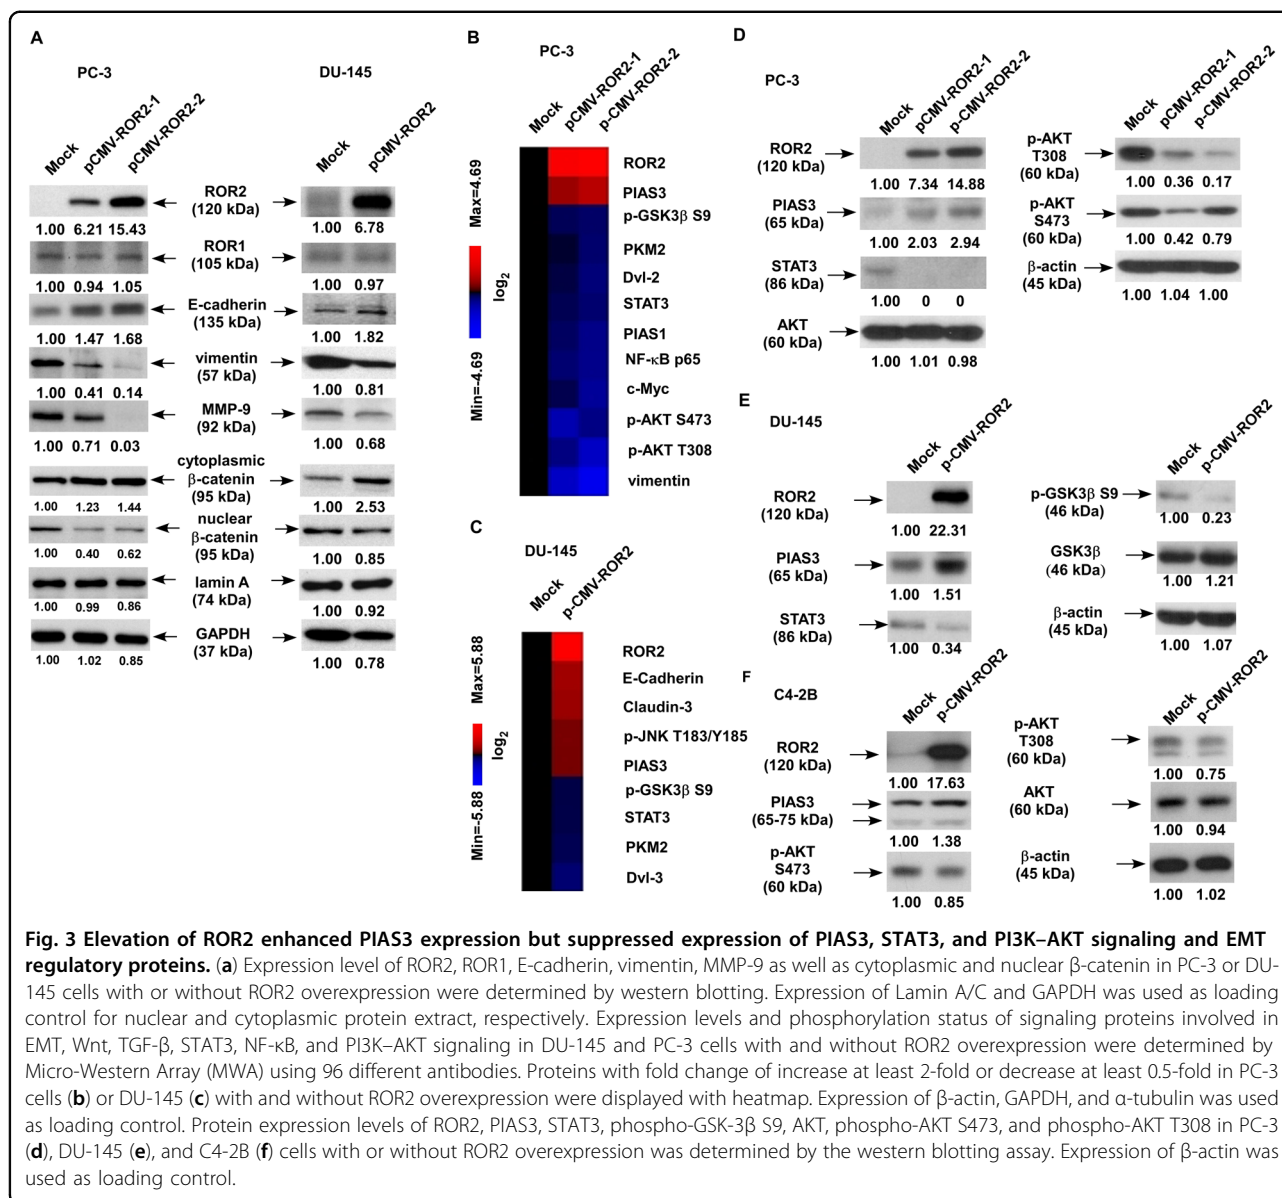 A
PC-3
DU-145
Mock
pCMV-ROR2-1
pCMV-ROR2-2
Mock
pCMV-ROR2
ROR2
(120 kDa)
1.00 6.21 15.43
1.00 6.78
ROR1
(105 kDa)
1.00 0.94 1.05
1.00 0.97
E-cadherin
(135 kDa)
1.00 1.47 1.68
1.00 1.82
vimentin
(57 kDa)
1.00 0.41 0.14
1.00 0.81
MMP-9
(92 kDa)
1.00 0.71 0.03
1.00 0.68
cytoplasmic
β-catenin
(95 kDa)
1.00 1.23 1.44
1.00 2.53
nuclear
β-catenin
(95 kDa)
1.00 0.40 0.62
1.00 0.85
lamin A
(74 kDa)
1.00 0.99 0.86
1.00 0.92
GAPDH
(37 kDa)
1.00 1.02 0.85
1.00 0.78
B
PC-3
Mock
pCMV-ROR2-1
p-CMV-ROR2-2
Max=4.69
log2
Min=-4.69
ROR2
PIAS3
p-GSK3β S9
PKM2
Dvl-2
STAT3
PIAS1
NF-κB p65
c-Myc
p-AKT S473
p-AKT T308
vimentin
C
DU-145
Mock
p-CMV-ROR2
Max=5.88
log2
Min=-5.88
ROR2
E-Cadherin
Claudin-3
p-JNK T183/Y185
PIAS3
p-GSK3β S9
STAT3
PKM2
Dvl-3
D
PC-3
Mock
pCMV-ROR2-1
p-CMV-ROR2-2
ROR2
(120 kDa)
1.00 7.34 14.88
PIAS3
(65 kDa)
1.00 2.03 2.94
STAT3
(86 kDa)
1.00 0 0
AKT
(60 kDa)
1.00 1.01 0.98
Mock
pCMV-ROR2-1
p-CMV-ROR2-2
p-AKT
T308
(60 kDa)
1.00 0.36 0.17
p-AKT
S473
(60 kDa)
1.00 0.42 0.79
β-actin
(45 kDa)
1.00 1.04 1.00
E
DU-145
Mock
p-CMV-ROR2
ROR2
(120 kDa)
1.00 22.31
PIAS3
(65 kDa)
1.00 1.51
STAT3
(86 kDa)
1.00 0.34
Mock
p-CMV-ROR2
p-GSK3β S9
(46 kDa)
1.00 0.23
GSK3β
(46 kDa)
1.00 1.21
β-actin
(45 kDa)
1.00 1.07
F
C4-2B
Mock
p-CMV-ROR2
ROR2
(120 kDa)
1.00 17.63
PIAS3
(65-75 kDa)
1.00 1.38
p-AKT
S473
(60 kDa)
1.00 0.85
Mock
p-CMV-ROR2
p-AKT
T308
(60 kDa)
1.00 0.75
AKT
(60 kDa)
1.00 0.94
β-actin
(45 kDa)
1.00 1.02
Fig. 3 Elevation of ROR2 enhanced PIAS3 expression but suppressed expression of PIAS3, STAT3, and PI3K–AKT signaling and EMT
regulatory proteins. (a) Expression level of ROR2, ROR1, E-cadherin, vimentin, MMP-9 as well as cytoplasmic and nuclear β-catenin in PC-3 or DU-
145 cells with or without ROR2 overexpression were determined by western blotting. Expression of Lamin A/C and GAPDH was used as loading
control for nuclear and cytoplasmic protein extract, respectively. Expression levels and phosphorylation status of signaling proteins involved in
EMT, Wnt, TGF-β, STAT3, NF-κB, and PI3K–AKT signaling in DU-145 and PC-3 cells with and without ROR2 overexpression were determined by
Micro-Western Array (MWA) using 96 different antibodies. Proteins with fold change of increase at least 2-fold or decrease at least 0.5-fold in PC-3
cells (b) or DU-145 (c) with and without ROR2 overexpression were displayed with heatmap. Expression of β-actin, GAPDH, and α-tubulin was used
as loading control. Protein expression levels of ROR2, PIAS3, STAT3, phospho-GSK-3β S9, AKT, phospho-AKT S473, and phospho-AKT T308 in PC-3
(d), DU-145 (e), and C4-2B (f) cells with or without ROR2 overexpression was determined by the western blotting assay. Expression of β-actin was
used as loading control.